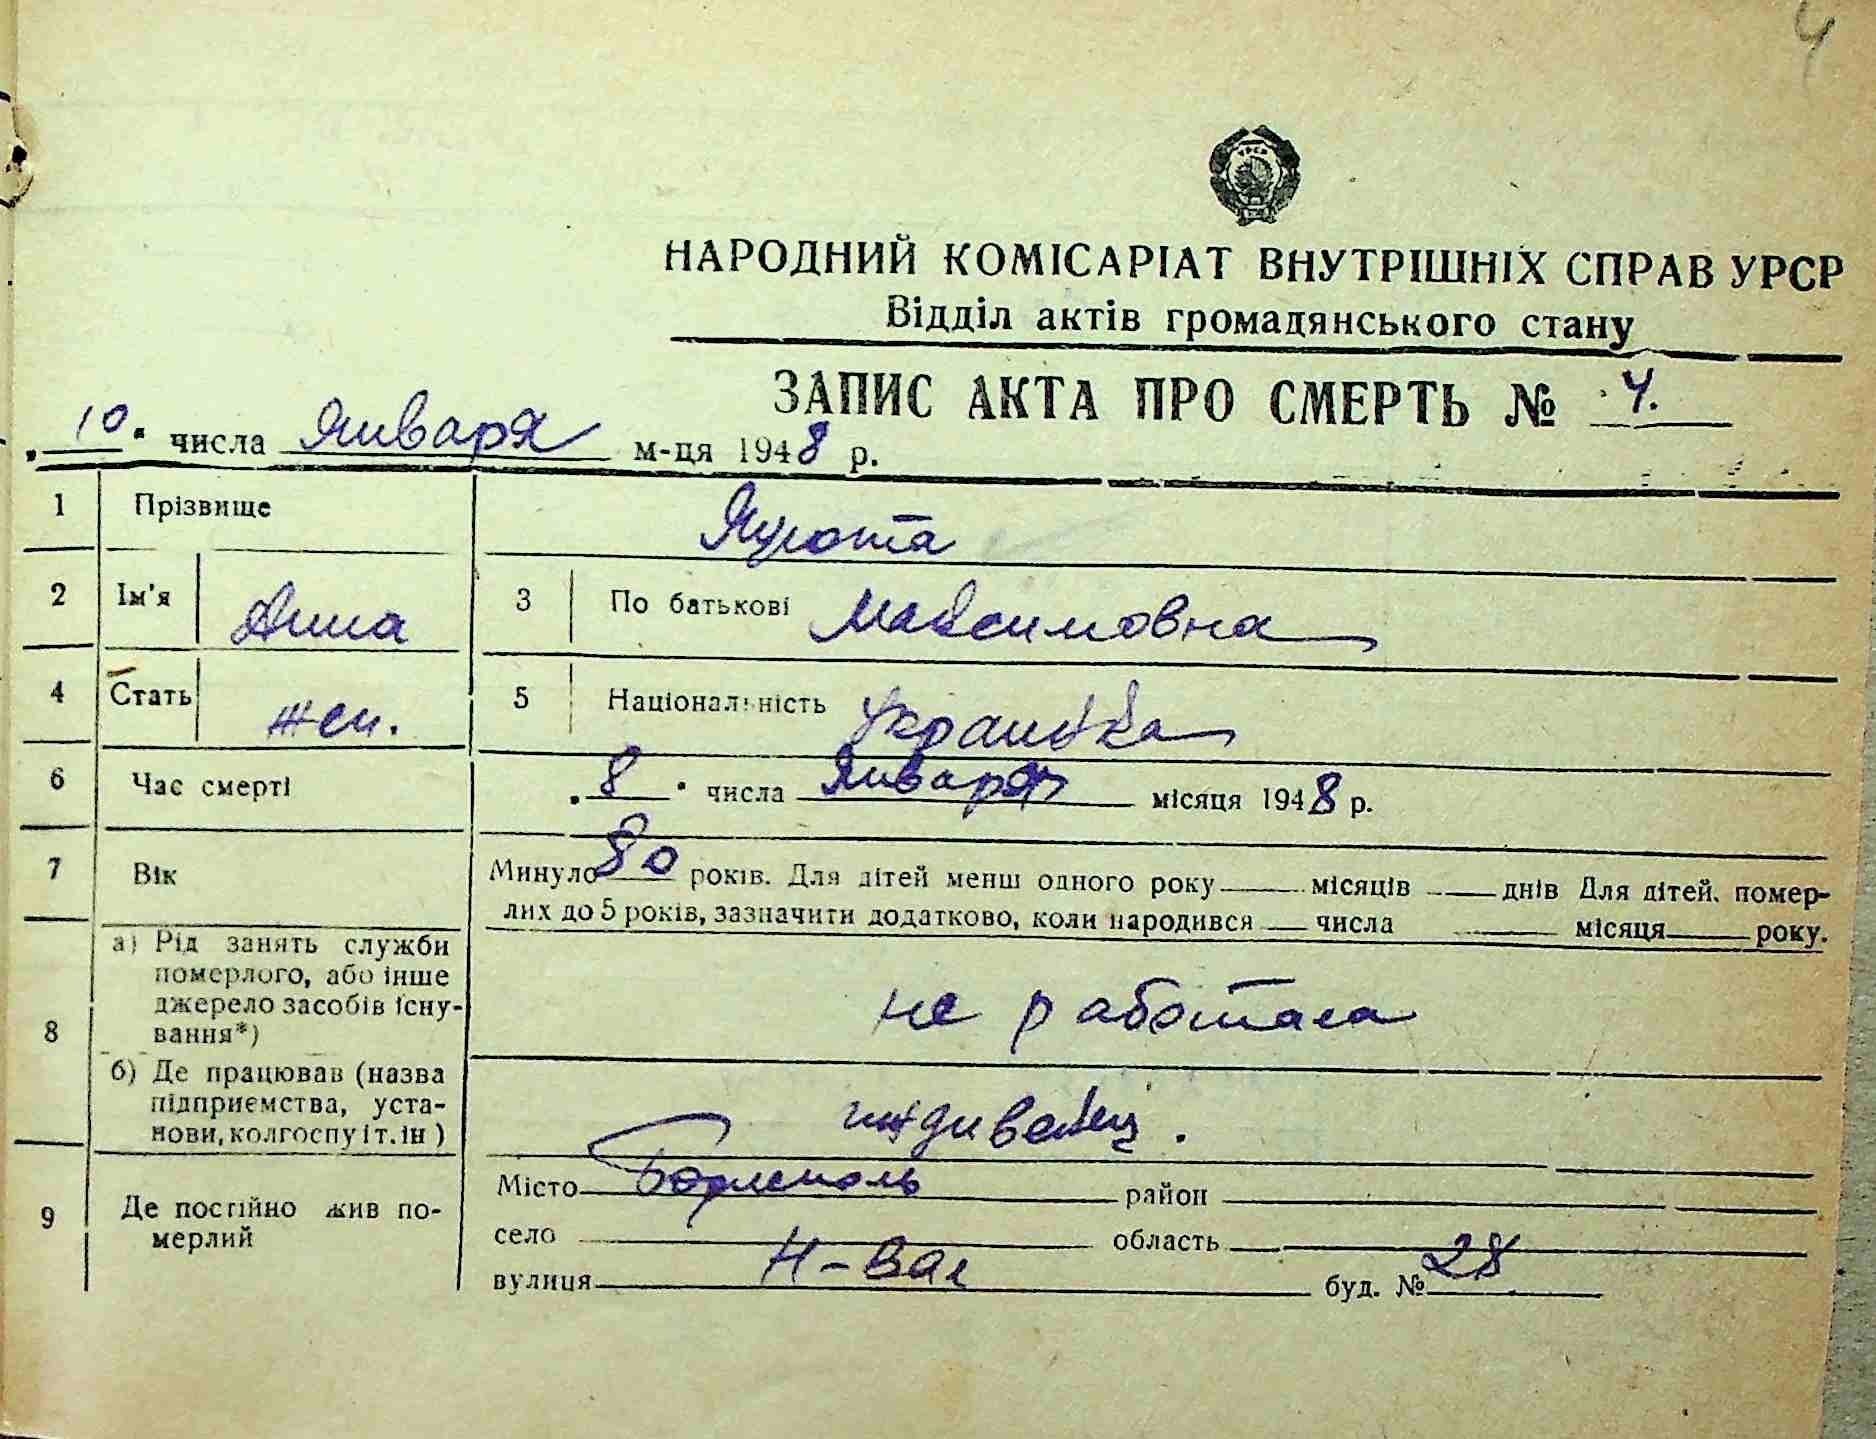 4
УРСР
НАРОДНИЙ КОМІСАРІАТ ВНУТРІШНІХ СПРАВ УРСР
Відділ актів громадянського стану
ЗАПИС АКТА ПРО СМЕРТЬ № 4.
„10“ числа Января м-ця 1948 р.
1 Прізвище
2 Ім'я Анна 3 По батькові Максимовна
4 Стать жен. 5 Національність Украинка
6 Час смерті „8“ числа Января місяця 1948 р.
7 Вік Минуло 80 років. Для дітей менш одного року місяців днів Для дітей, помер-
лих до 5 років, зазначити додатково, коли народився числа місяця року.
8 а) Рід занять служби
померлого, або інше
джерело засобів існу-
вання*) не работала
б) Де працював (назва
підприємства, уста-
нови, колгоспу і т. ін)
9 Де постійно жив по-
мерлий
Місто Борисполь район
село область
вулиця Н-Вал буд. № 28